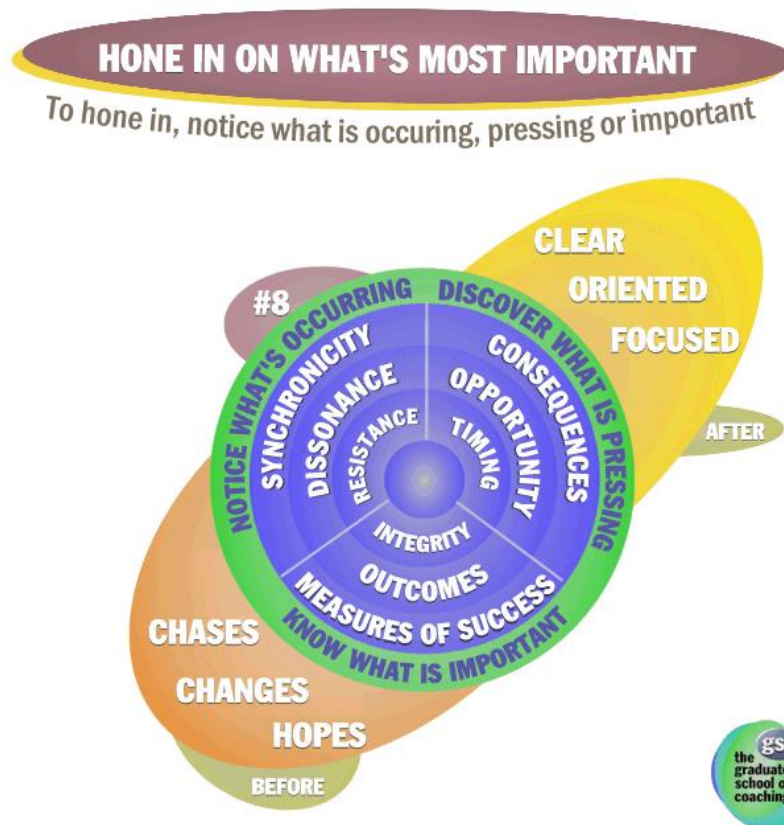 HONE IN ON WHAT'S MOST IMPORTANT
To hone in, notice what is occuring, pressing or important
#8
CLEAR
ORIENTED
FOCUSED
AFTER
NOTICE WHAT'S OCCURRING
SYNCHRONICITY
DISSONANCE
RESISTANCE
DISCOVER WHAT IS PRESSING
CONSEQUENCES
OPPORTUNITY
TIMING
KNOW WHAT IS IMPORTANT
INTEGRITY
OUTCOMES
MEASURES OF SUCCESS
CHASES
CHANGES
HOPES
BEFORE
gs
the
graduate
school o
coaching